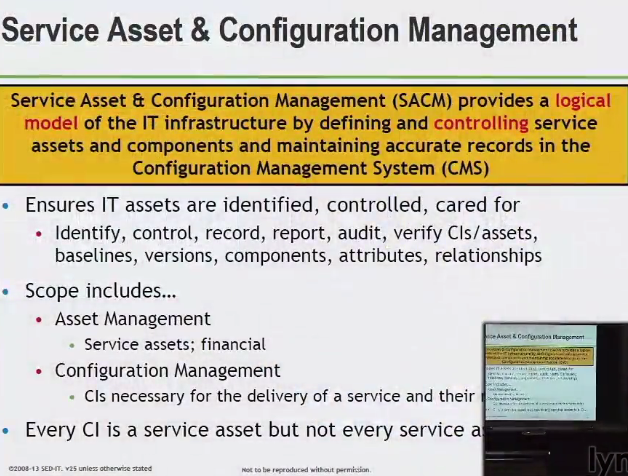 Service Asset & Configuration Management
Service Asset & Configuration Management (SACM) provides a logical
model of the IT infrastructure by defining and controlling service
assets and components and maintaining accurate records in the
Configuration Management System (CMS)
• Ensures IT assets are identified, controlled, cared for
• Identify, control, record, report, audit, verify CIs/assets,
baselines, versions, components, attributes, relationships
• Scope includes…
• Asset Management
• Service assets; financial
• Configuration Management
• CIs necessary for the delivery of a service and their
• Every CI is a service asset but not every service
©2008-13 SED-IT. v25 unless otherwise stated
Not to be reproduced without permission.
Asset & Configuration Management
lyn